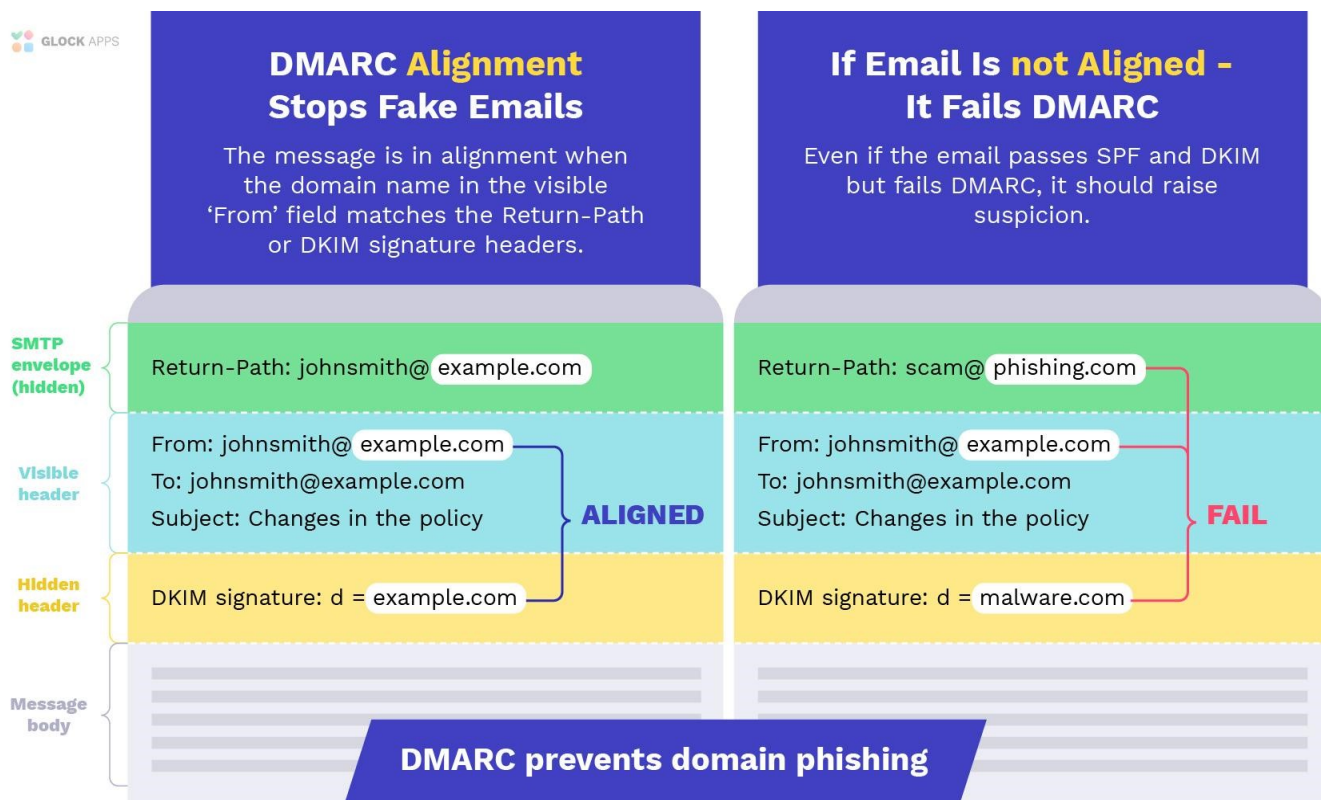 GLOCK APPS
DMARC Alignment
Stops Fake Emails
The message is in alignment when
the domain name in the visible
‘From’ field matches the Return-Path
or DKIM signature headers.
If Email Is not Aligned -
It Fails DMARC
Even if the email passes SPF and DKIM
but fails DMARC, it should raise
suspicion.
SMTP
envelope
(hidden)
Return-Path: johnsmith@ example.com
Return-Path: scam@ phishing.com
Visible
header
From: johnsmith@ example.com
To: johnsmith@example.com
Subject: Changes in the policy
ALIGNED
From: johnsmith@ example.com
To: johnsmith@example.com
Subject: Changes in the policy
FAIL
Hidden
header
DKIM signature: d = example.com
DKIM signature: d = malware.com
Message
body
DMARC prevents domain phishing